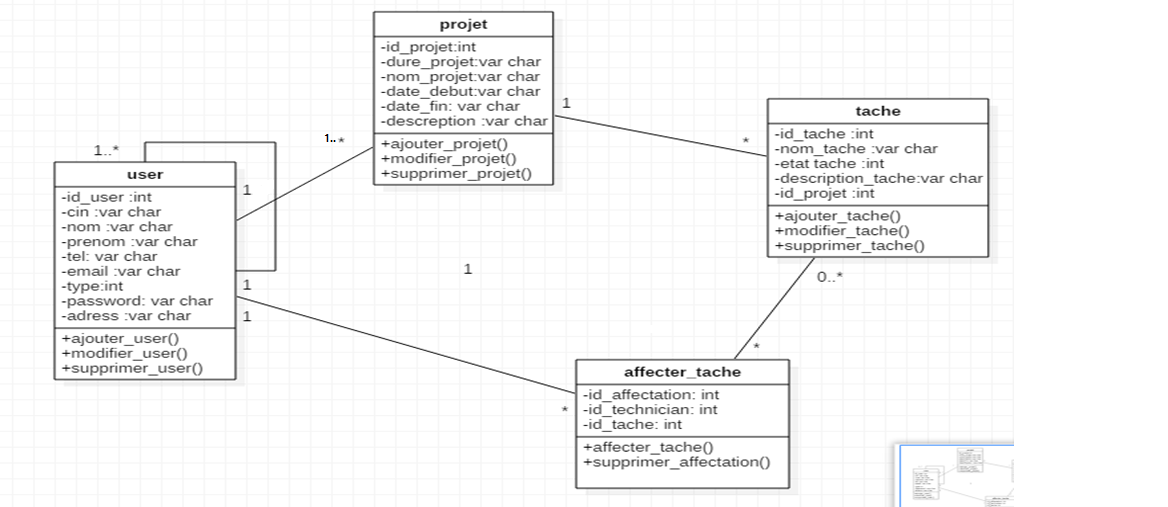 projet
-id_projet:int
-dure_projet:var char
-nom_projet:var char
-date_debut:var char
-date_fin: var char
-descreption :var char
+ajouter_projet()
+modifier_projet()
+supprimer_projet()
1
*
tache
-id_tache :int
-nom_tache :var char
-etat tache :int
-description_tache:var char
-id_projet :int
+ajouter_tache()
+modifier_tache()
+supprimer_tache()
0..*
*
1..*
1..*
user
-id_user :int
-cin :var char
-nom :var char
-prenom :var char
-tel: var char
-email :var char
-type:int
-password: var char
-adress :var char
+ajouter_user()
+modifier_user()
+supprimer_user()
1
1
1
1
*
affecter_tache
-id_affectation: int
-id_technician: int
-id_tache: int
+affecter_tache()
+supprimer_affectation()